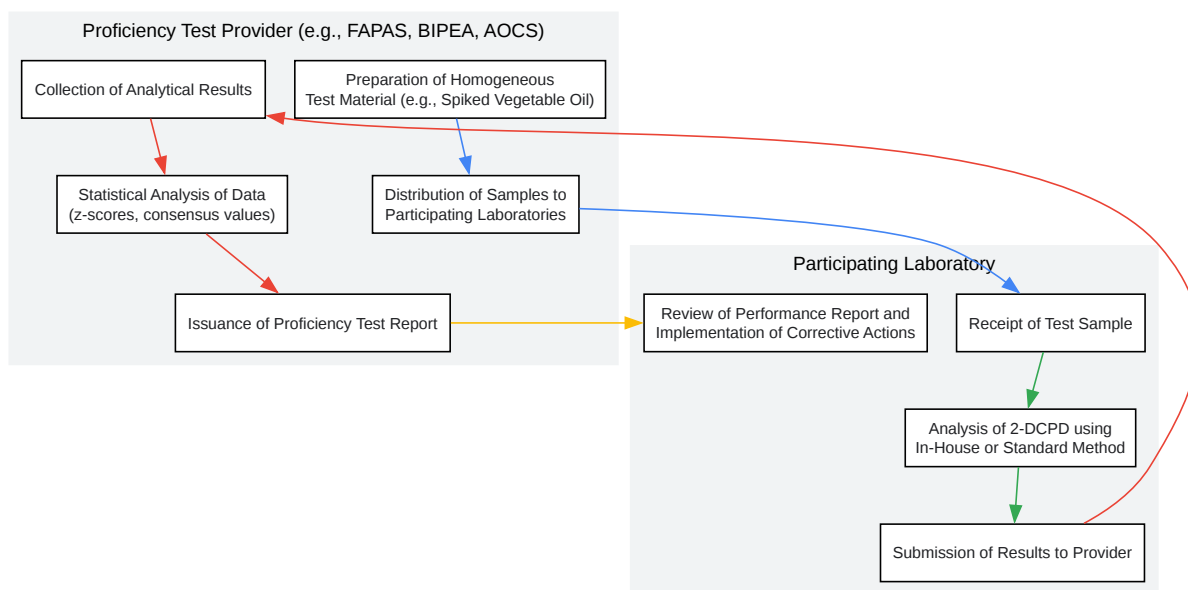 Proficiency Test Provider (e.g., FAPAS, BIPEA, AOCS)
Collection of Analytical Results
Preparation of Homogeneous
Test Material (e.g., Spiked Vegetable Oil)
Statistical Analysis of Data
(z-scores, consensus values)
Distribution of Samples to
Participating Laboratories
Issuance of Proficiency Test Report
Participating Laboratory
Review of Performance Report and
Implementation of Corrective Actions
Receipt of Test Sample
Analysis of 2-DCPD using
In-House or Standard Method
Submission of Results to Provider